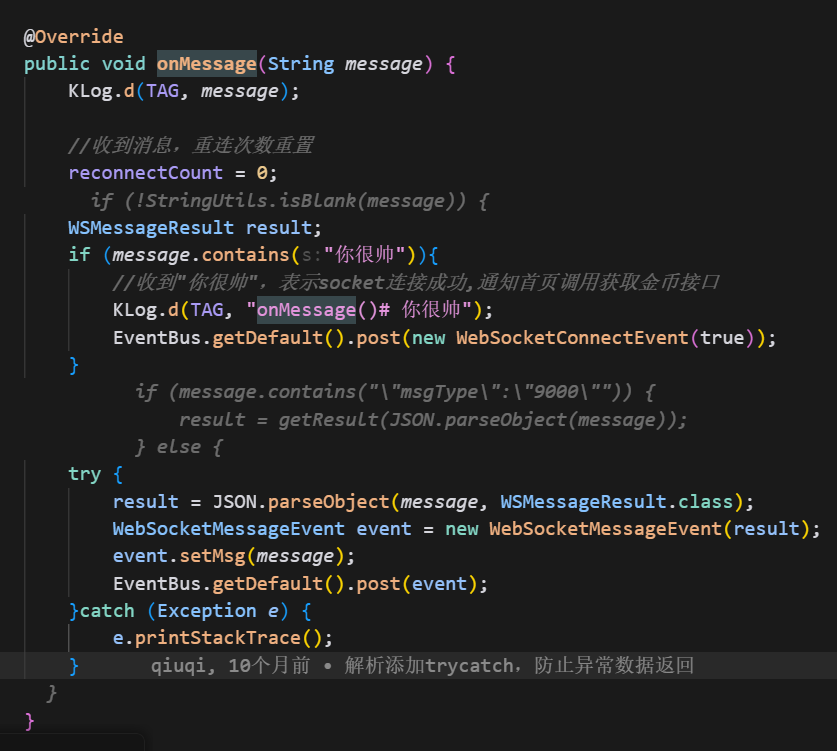 @Override
public void onMessage(String message) {
KLog.d(TAG, message);
//收到消息，重连次数重置
reconnectCount = 0;
if (!StringUtils.isBlank(message)) {
WSMessageResult result;
if (message.contains(s:"你很帅")){
//收到"你很帅"，表示socket连接成功,通知首页调用获取金币接口
KLog.d(TAG, "onMessage()# 你很帅");
EventBus.getDefault().post(new WebSocketConnectEvent(true));
}
if (message.contains("\"msgType\":\"9000\"")) {
result = getResult(JSON.parseObject(message));
} else {
try {
result = JSON.parseObject(message, WSMessageResult.class);
WebSocketMessageEvent event = new WebSocketMessageEvent(result);
event.setMsg(message);
EventBus.getDefault().post(event);
}catch (Exception e) {
e.printStackTrace();
} qiuqi, 10个月前 • 解析添加trycatch，防止异常数据返回
}
}